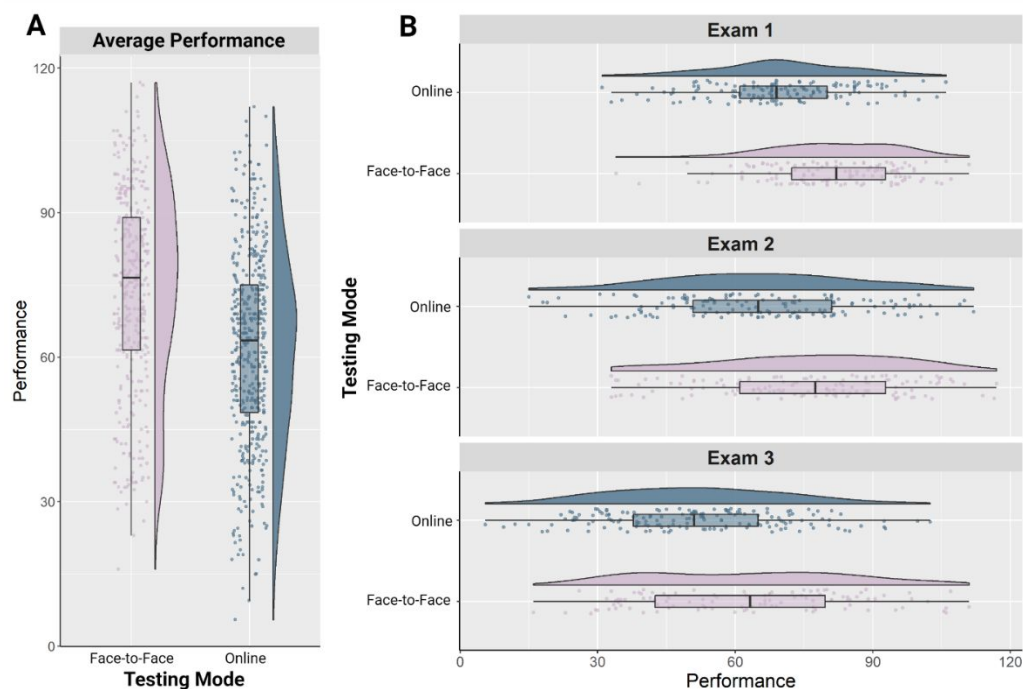 A
Average Performance
120
90
60
30
0
Performance
Face-to-Face
Online
Testing Mode
B
Testing Mode
Exam 1
Online
Face-to-Face
Exam 2
Online
Face-to-Face
Exam 3
Online
Face-to-Face
0
30
60
90
120
Performance